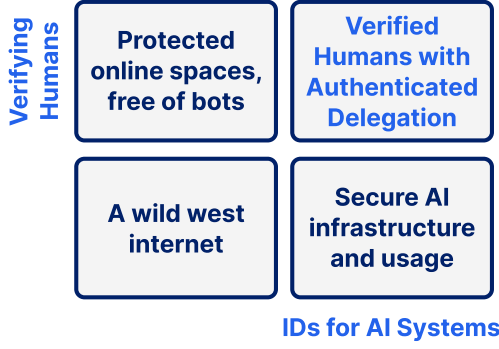 Verifying
Humans
Protected
online spaces,
free of bots
Verified
Humans with
Authenticated
Delegation
A wild west
internet
Secure AI
infrastructure
and usage
IDs for AI Systems